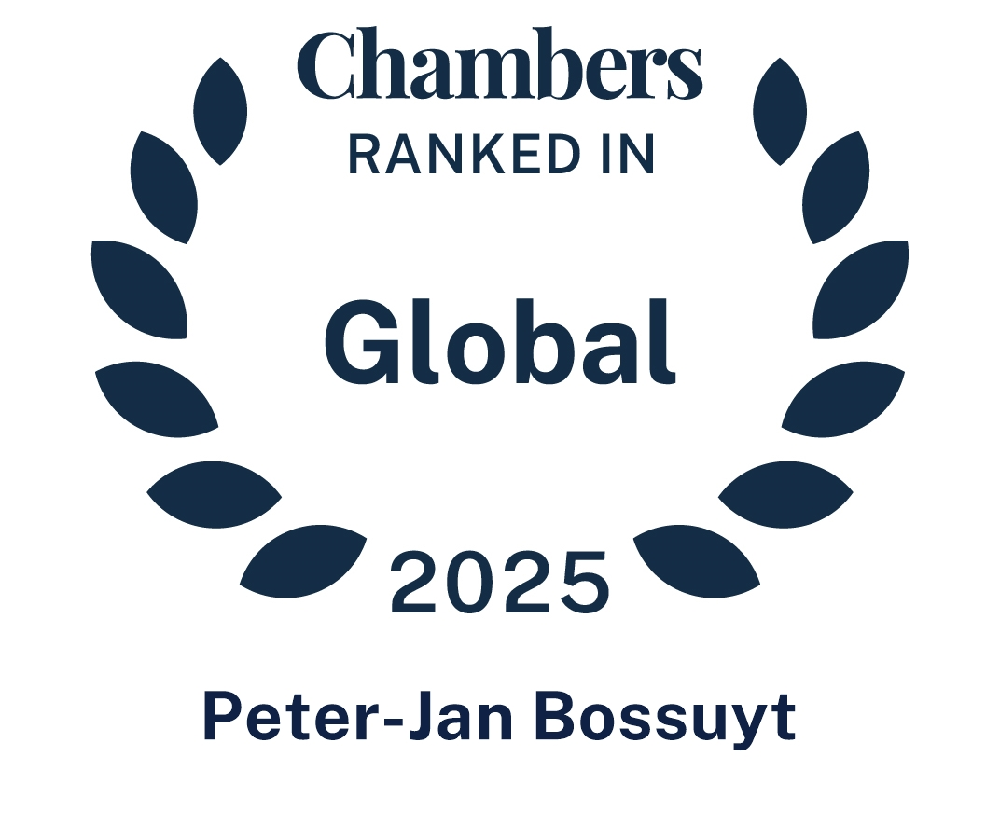 Chambers
RANKED IN
Global
2025
Peter-Jan Bossuyt